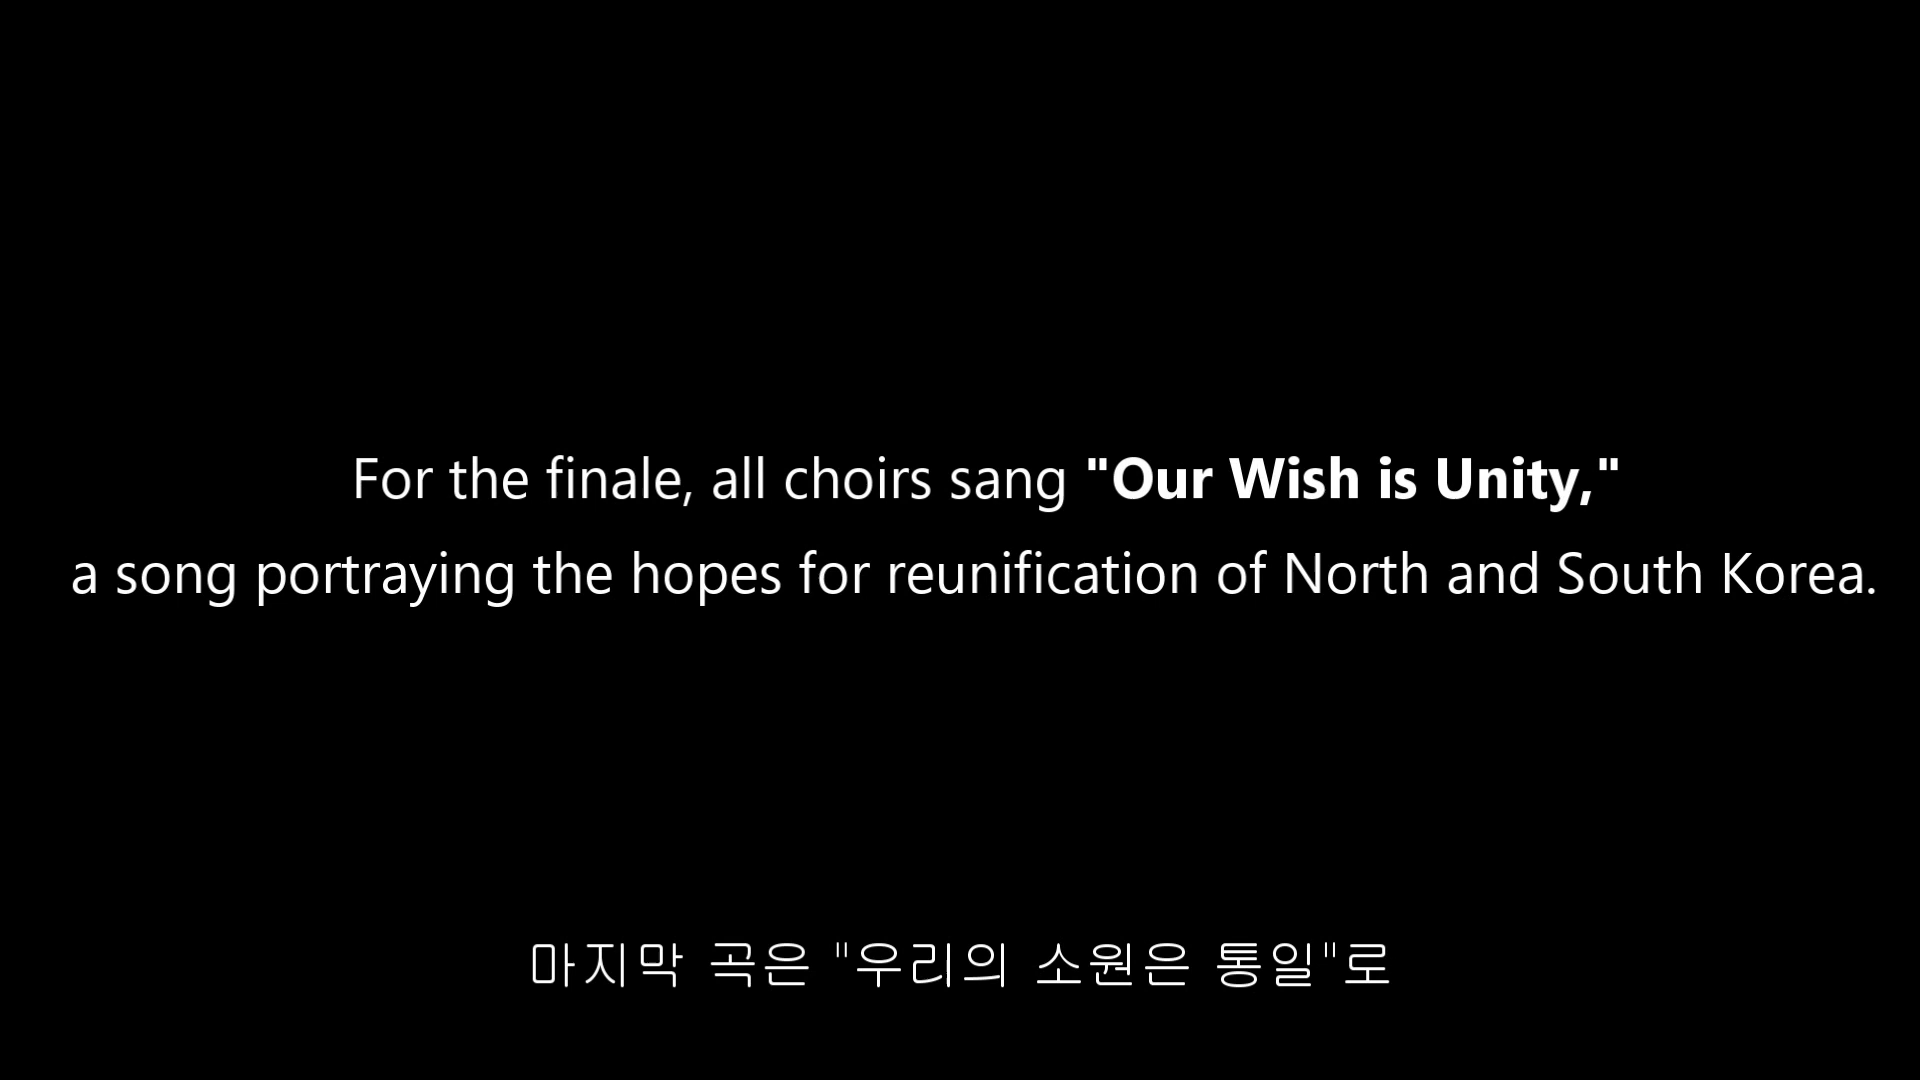 For the finale, all choirs sang "Our Wish is Unity,"
a song portraying the hopes for reunification of North and South Korea.
마지막 곡은 "우리의 소원은 통일"로